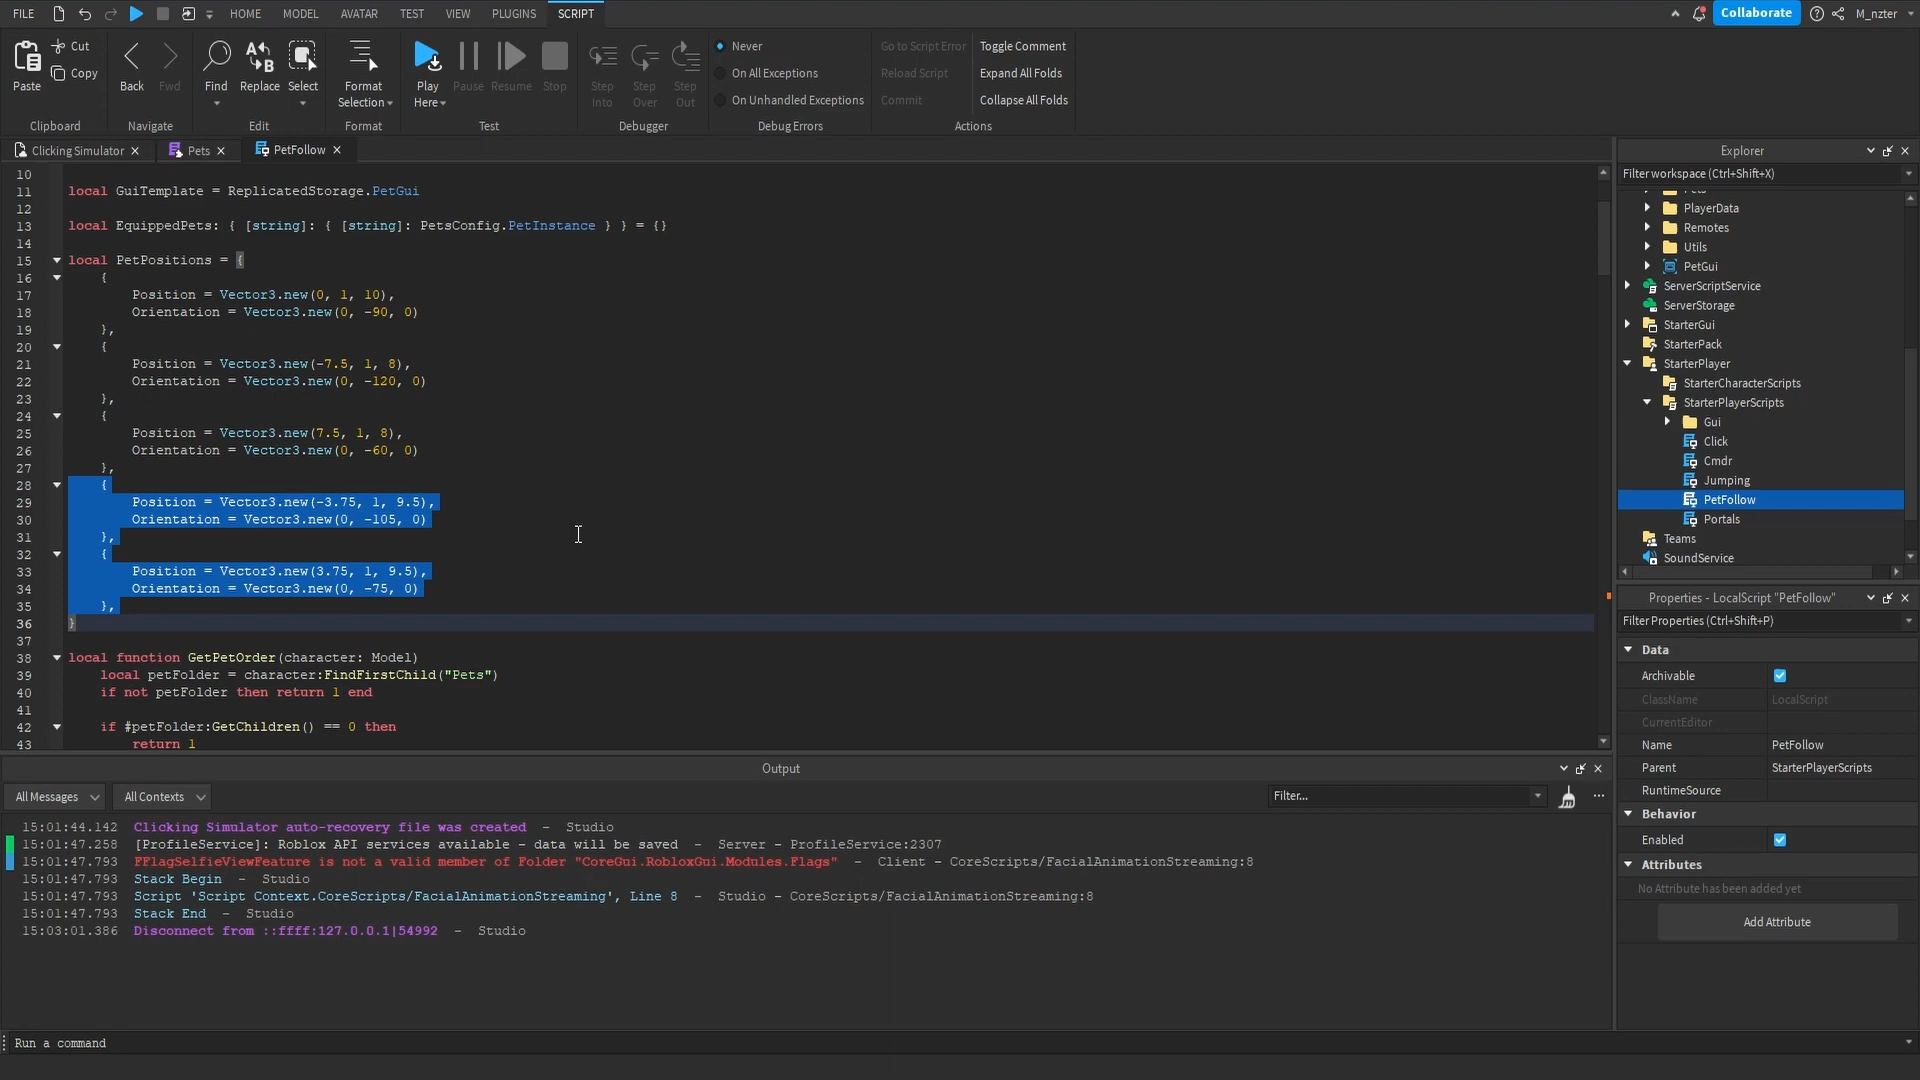 FILE HOME MODEL AVATAR TEST VIEW PLUGINS SCRIPT Collaborate M_nzter
Paste Cut Copy Clipboard
Back Fwd Navigate
Find Replace Select Edit
Format Selection Format
Play Here Pause Resume Stop Test
Step Into Step Over Step Out Debugger
Never
On All Exceptions
On Unhandled Exceptions
Debug Errors
Go to Script Error
Reload Script
Commit
Toggle Comment
Expand All Folds
Collapse All Folds
Actions
Clicking Simulator Pets PetFollow
10
11 local GuiTemplate = ReplicatedStorage.PetGui
12
13 local EquippedPets: { [string]: { [string]: PetsConfig.PetInstance } } = {}
14
15 local PetPositions = {
16 {
17 Position = Vector3.new(0, 1, 10),
18 Orientation = Vector3.new(0, -90, 0)
19 },
20 {
21 Position = Vector3.new(-7.5, 1, 8),
22 Orientation = Vector3.new(0, -120, 0)
23 },
24 {
25 Position = Vector3.new(7.5, 1, 8),
26 Orientation = Vector3.new(0, -60, 0)
27 },
28 {
29 Position = Vector3.new(-3.75, 1, 9.5),
30 Orientation = Vector3.new(0, -105, 0)
31 },
32 {
33 Position = Vector3.new(3.75, 1, 9.5),
34 Orientation = Vector3.new(0, -75, 0)
35 },
36 }
37
38 local function GetPetOrder(character: Model)
39 local petFolder = character:FindFirstChild("Pets")
40 if not petFolder then return 1 end
41
42 if #petFolder:GetChildren() == 0 then
43 return 1
Output
All Messages All Contexts Filter... ...
15:01:44.142 Clicking Simulator auto-recovery file was created - Studio
15:01:47.258 [ProfileService]: Roblox API services available - data will be saved - Server - ProfileService:2307
15:01:47.793 FFlagSelfieViewFeature is not a valid member of Folder "CoreGui.RobloxGui.Modules.Flags" - Client - CoreScripts/FacialAnimationStreaming:8
15:01:47.793 Stack Begin - Studio
15:01:47.793 Script 'Script Context.CoreScripts/FacialAnimationStreaming', Line 8 - Studio - CoreScripts/FacialAnimationStreaming:8
15:01:47.793 Stack End - Studio
15:03:01.386 Disconnect from ::ffff:127.0.0.1|54992 - Studio
Run a command
Explorer
Filter workspace (Ctrl+Shift+X)
Pets
PlayerData
Remotes
Utils
PetGui
ServerScriptService
ServerStorage
StarterGui
StarterPack
StarterPlayer
StarterCharacterScripts
StarterPlayerScripts
Gui
Click
Cmdr
Jumping
PetFollow
Portals
Teams
SoundService
Properties - LocalScript "PetFollow"
Filter Properties (Ctrl+Shift+P)
Data
Archivable
ClassName LocalScript
CurrentEditor
Name PetFollow
Parent StarterPlayerScripts
RuntimeSource
Behavior
Enabled
Attributes
No Attribute has been added yet
Add Attribute